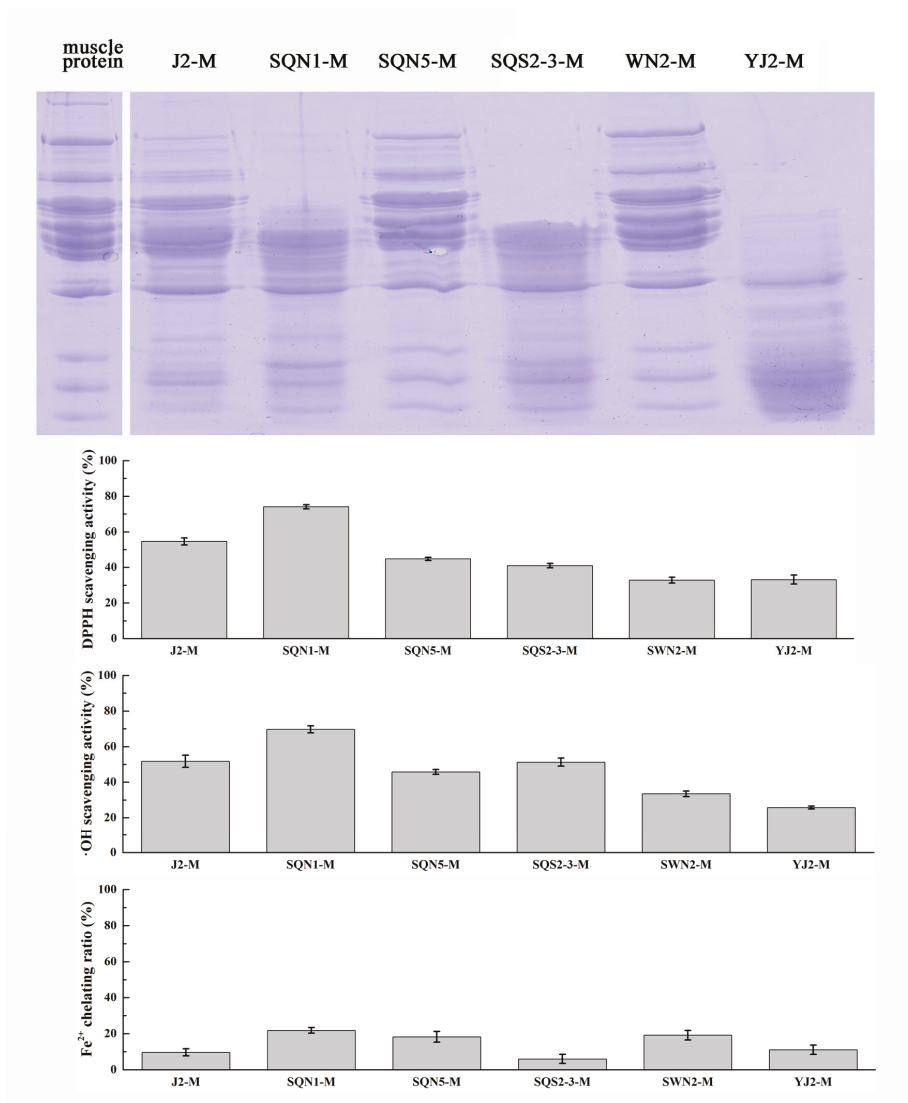 muscle
protein
J2-M SQN1-M SQN5-M SQS2-3-M WN2-M YJ2-M
DPPH scavenging activity (%)
100
80
60
40
20
0
J2-M SQN1-M SQN5-M SQS2-3-M SWN2-M YJ2-M
·OH scavenging activity (%)
100
80
60
40
20
0
J2-M SQN1-M SQN5-M SQS2-3-M SWN2-M YJ2-M
Fe²⁺ chelating ratio (%)
100
80
60
40
20
0
J2-M SQN1-M SQN5-M SQS2-3-M SWN2-M YJ2-M